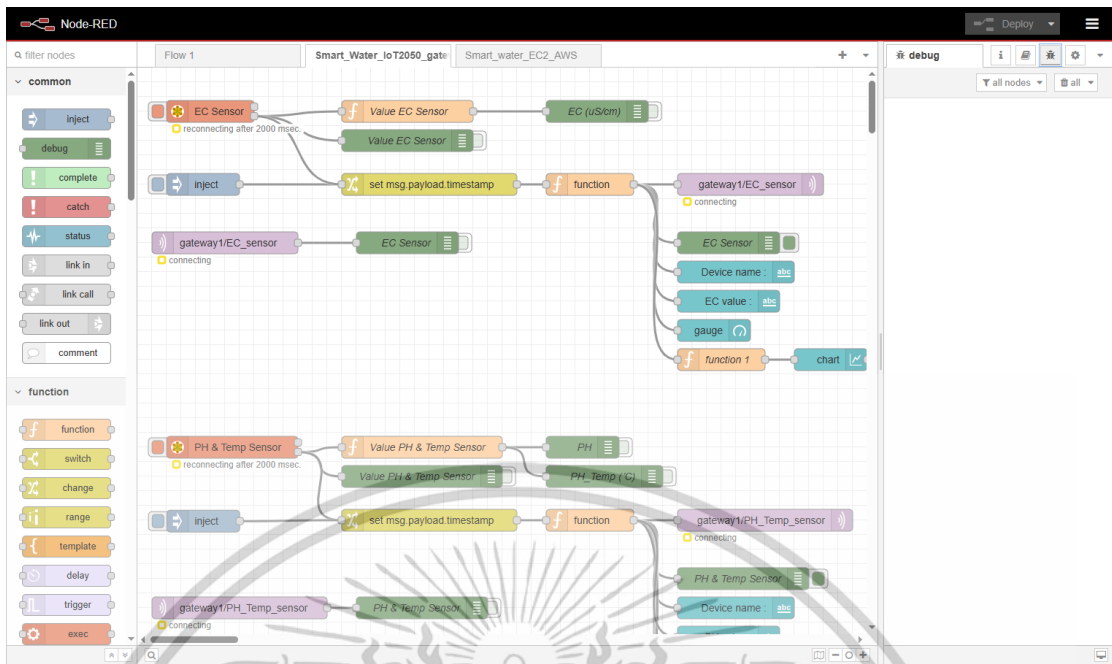 Node-RED
Deploy
filter nodes
Flow 1
Smart_Water_IoT2050_gate
Smart_water_EC2_AWS
debug
i
all nodes
all
common
inject
debug
complete
catch
status
link in
link call
link out
comment
function
function
switch
change
range
template
delay
trigger
exec
EC Sensor
reconnecting after 2000 msec.
Value EC Sensor
EC (uS/cm)
Value EC Sensor
inject
set msg.payload.timestamp
function
gateway1/EC_sensor
connecting
gateway1/EC_sensor
connecting
EC Sensor
EC Sensor
Device name : abc
EC value : abc
gauge
function 1
chart
PH & Temp Sensor
reconnecting after 2000 msec.
Value PH & Temp Sensor
PH
Value PH & Temp Sensor
PH_Temp (℃)
inject
set msg.payload.timestamp
function
gateway1/PH_Temp_sensor
connecting
PH & Temp Sensor
gateway1/PH_Temp_sensor
connecting
PH & Temp Sensor
Device name : abc